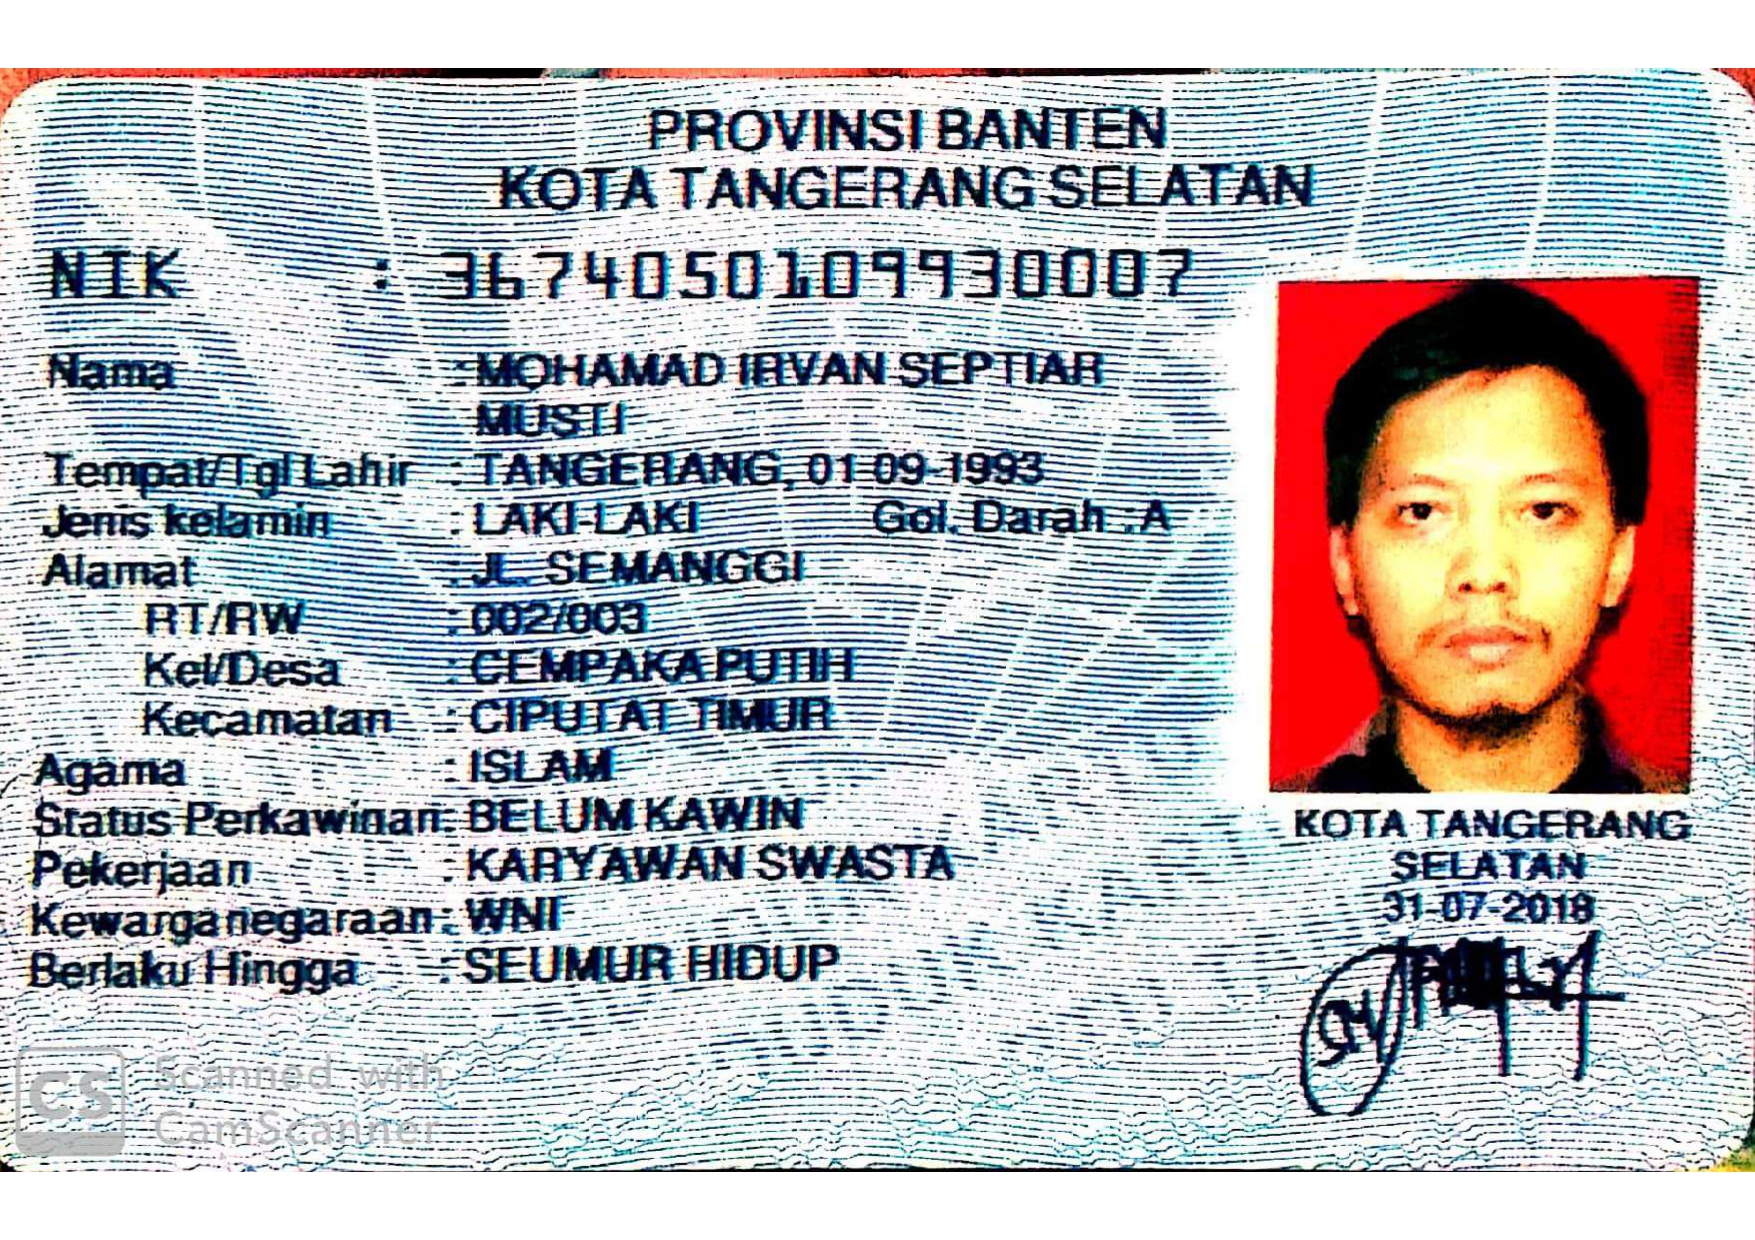 PROVINSI BANTEN
KOTA TANGERANG SELATAN
NIK : 3674050109930007
Nama : MOHAMAD IRVAN SEPTIAR
MUSTI
Tempat/Tgl Lahir : TANGERANG, 01-09-1993
Jenis kelamin : LAKI-LAKI Gol. Darah : A
Alamat : JL. SEMANGGI
RT/RW : 002/003
Kel/Desa : CEMPAKA PUTIH
Kecamatan : CIPUTAT TIMUR
Agama : ISLAM
Status Perkawinan: BELUM KAWIN
Pekerjaan : KARYAWAN SWASTA
Kewarganegaraan: WNI
Berlaku Hingga : SEUMUR HIDUP
KOTA TANGERANG
SELATAN
31-07-2018
CS Scanned with
CamScanner